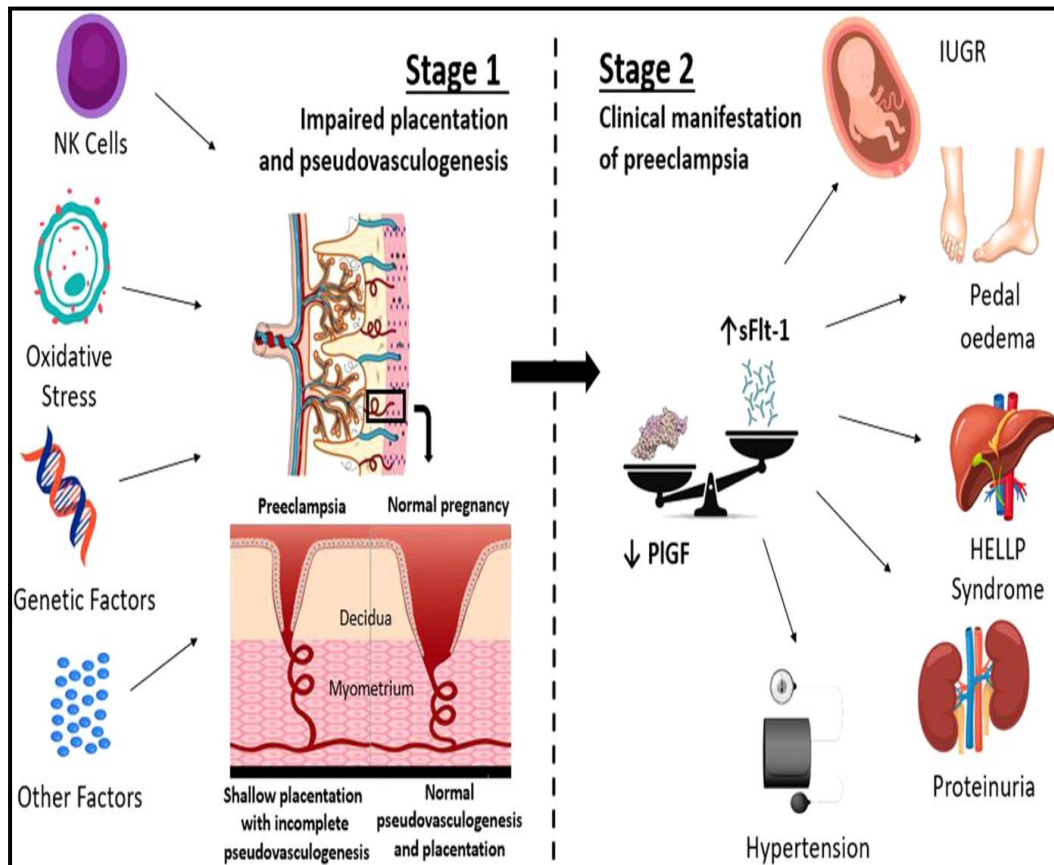 NK Cells
Oxidative
Stress
Genetic Factors
Other Factors
Stage 1
Impaired placentation
and pseudovasculogenesis
Preeclampsia
Normal pregnancy
Decidua
Myometrium
Shallow placentation
with incomplete
pseudovasculogenesis
Normal
pseudovasculogenesis
and placentation
Stage 2
Clinical manifestation
of preeclampsia
↑sFlt-1
↓ PlGF
IUGR
Pedal
oedema
HELLP
Syndrome
Proteinuria
Hypertension